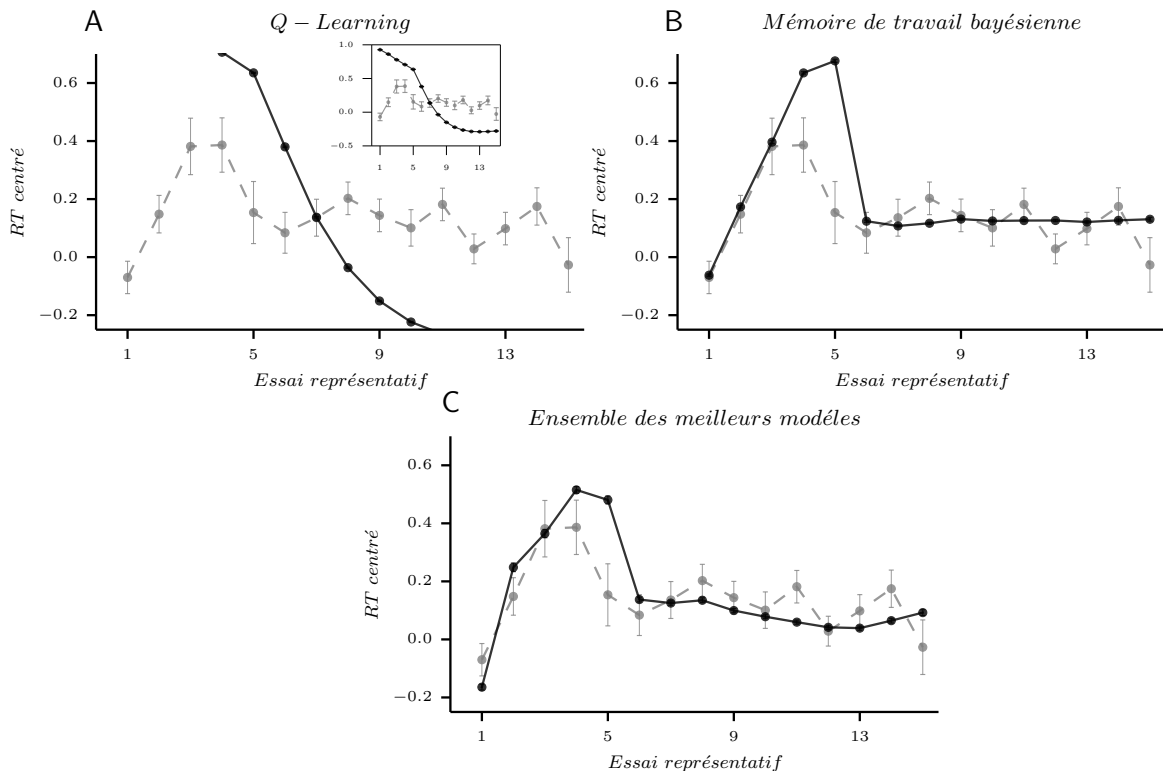 A
Q − Learning
1.0
0.5
0.0
−0.5
1
5
9
13
0.6
0.4
0.2
0.0
−0.2
RT centré
1
5
9
13
Essai représentatif
B
Mémoire de travail bayésienne
0.6
0.4
0.2
0.0
−0.2
RT centré
1
5
9
13
Essai représentatif
C
Ensemble des meilleurs modéles
0.6
0.4
0.2
0.0
−0.2
RT centré
1
5
9
13
Essai représentatif